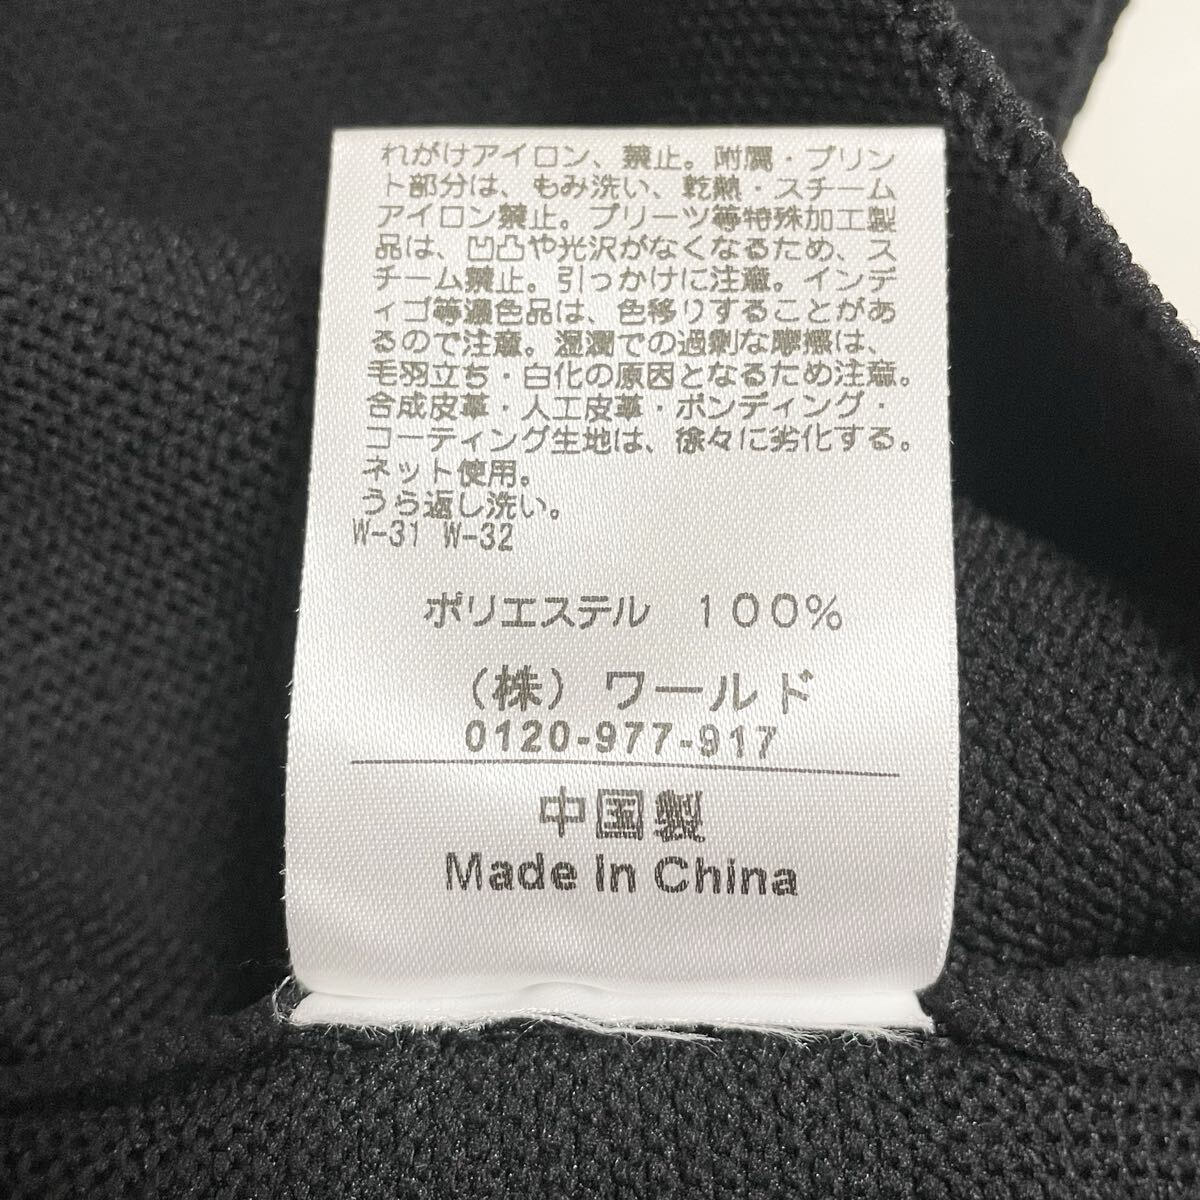 れがけアイロン、禁止。附属・プリン
ト部分は、もみ洗い、乾熱・スチーム
アイロン禁止。プリーツ等特殊加工製
品は、凹凸や光沢がなくなるため、ス
チーム禁止。引っかけに注意。インデ
ィゴ等濃色品は、色移りすることがあ
るので注意。湿潤での過剰な摩擦は、
毛羽立ち・白化の原因となるため注意。
合成皮革・人工皮革・ボンディング・
コーティング生地は、徐々に劣化する。
ネット使用。
うら返し洗い。
W-31 W-32
ポリエステル 100%
(株) ワールド
0120-977-917
中国製
Made In China